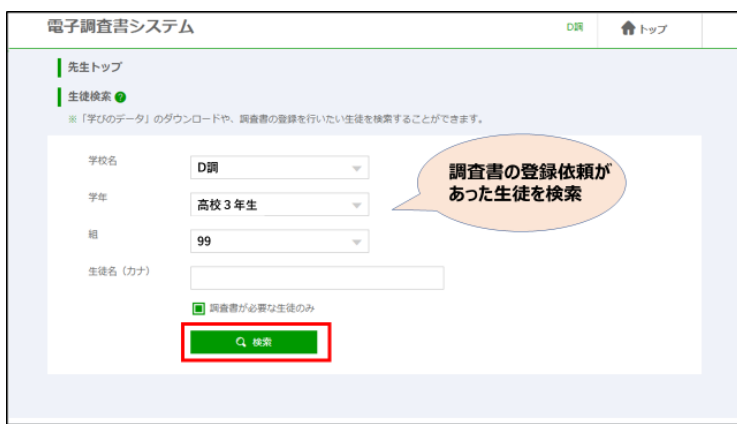 電子調査書システム
D調
トップ
先生トップ
生徒検索
※「学びのデータ」のダウンロードや、調査書の登録を行いたい生徒を検索することができます。
学校名
D調
調査書の登録依頼が
あった生徒を検索
学年
高校３年生
組
99
生徒名（カナ）
調査書が必要な生徒のみ
検索